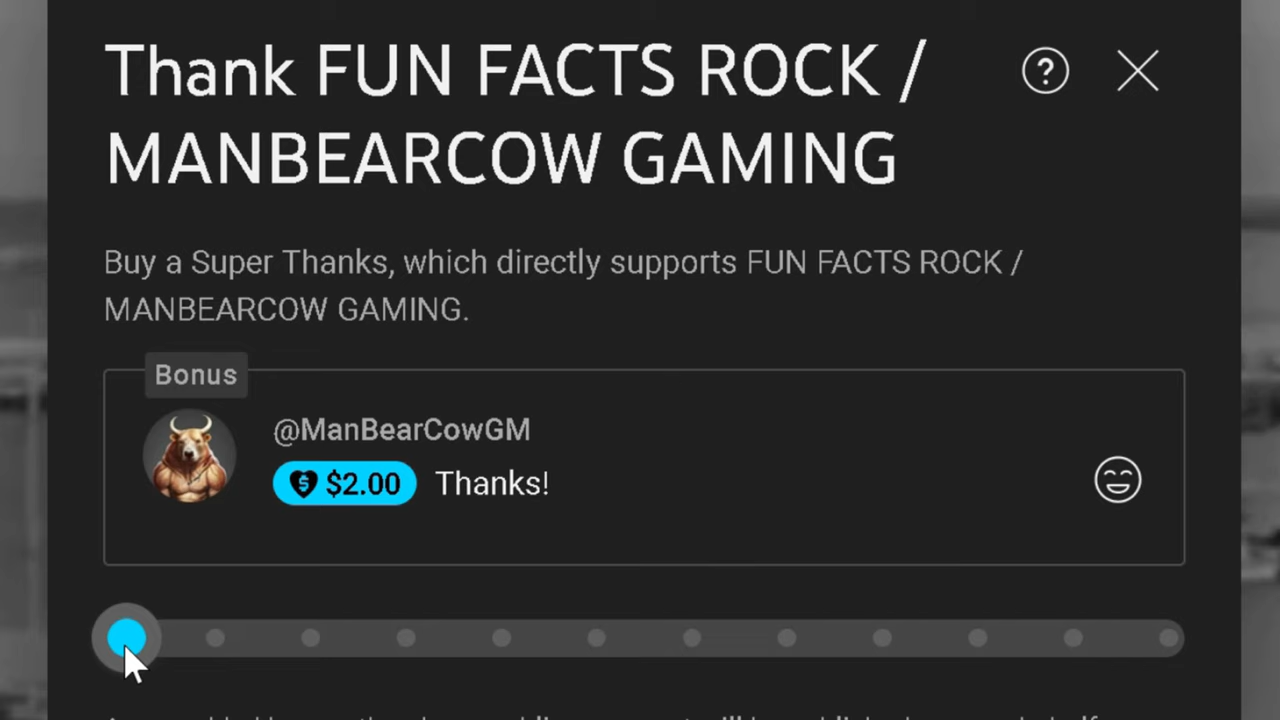 Thank FUN FACTS ROCK /
MANBEARCOW GAMING
Buy a Super Thanks, which directly supports FUN FACTS ROCK /
MANBEARCOW GAMING.
Bonus
@ManBearCowGM
$2.00 Thanks!